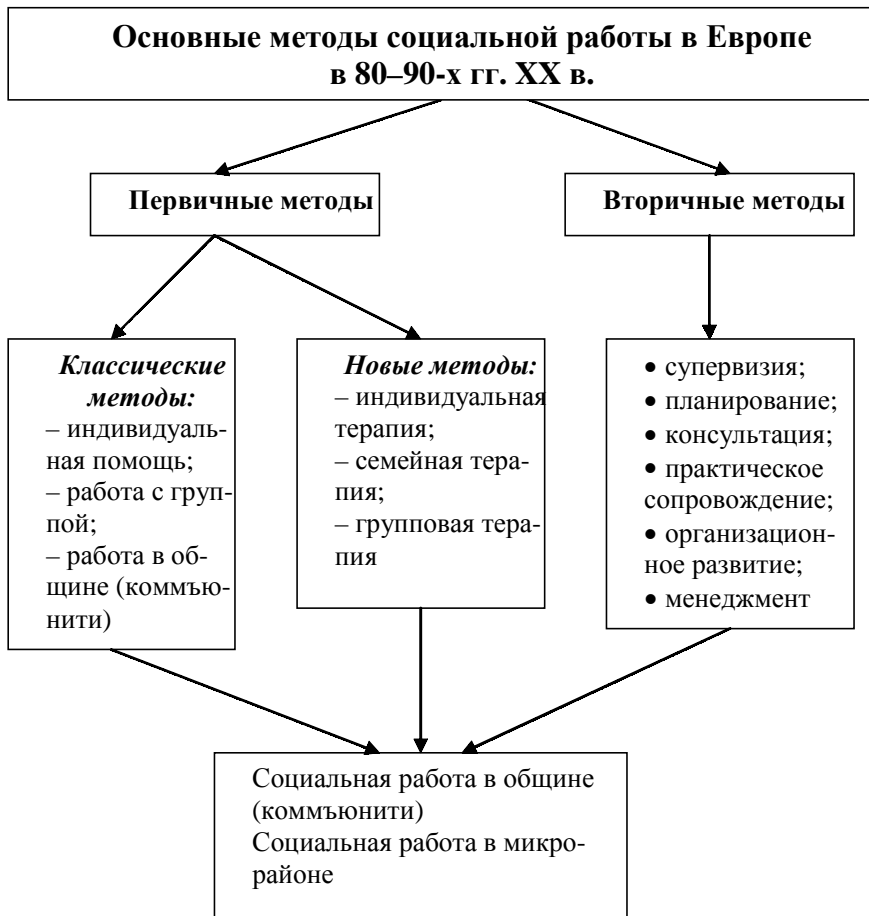 Основные методы социальной работы в Европе
в 80–90-х гг. XX в.
Первичные методы
Вторичные методы
Классические
методы:
– индивидуаль-
ная помощь;
– работа с груп-
пой;
– работа в об-
щине (коммъю-
нити)
Новые методы:
– индивидуальная
терапия;
– семейная тера-
пия;
– групповая тера-
пия
• супервизия;
• планирование;
• консультация;
• практическое
сопровождение;
• организацион-
ное развитие;
• менеджмент
Социальная работа в общине
(коммъюнити)
Социальная работа в микро-
районе